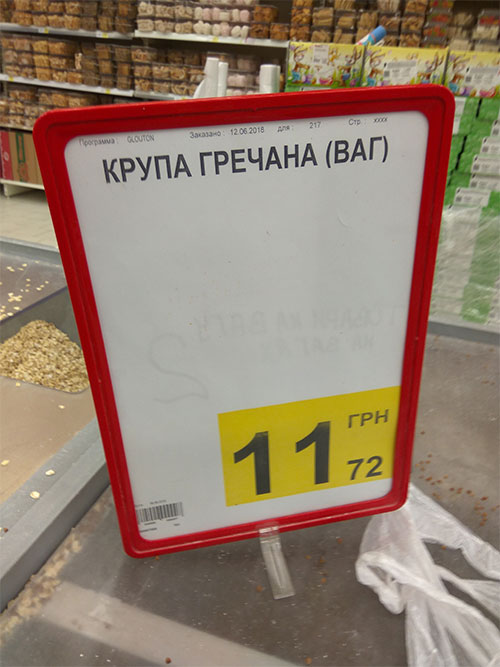 Программа : GLOUTON Заказано : 12.06.2018 для : 217 Стр. : xxxx
КРУПА ГРЕЧАНА (ВАГ)
11 ГРН
72